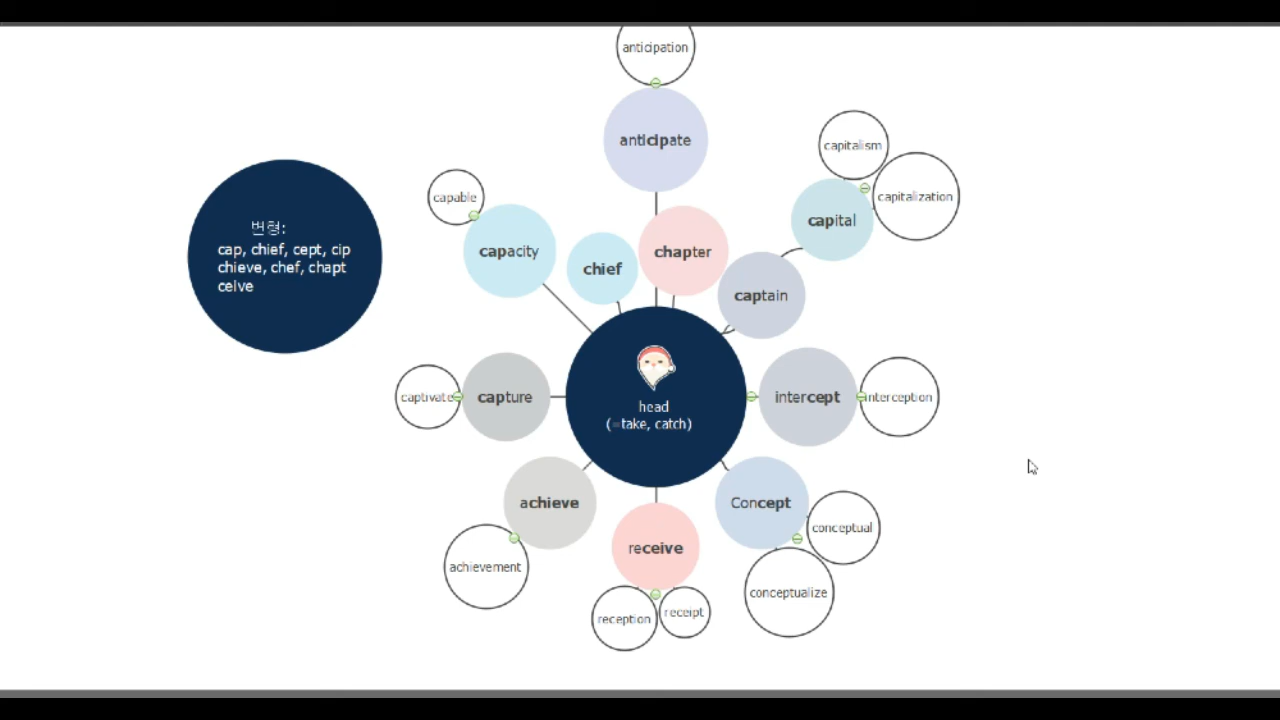 anticipation
anticipate
capitalism
capitalization
capital
capable
capacity
chief
chapter
captain
변형:
cap, chief, cept, cip
chieve, chef, chapt
ceive
head
(=take, catch)
captivate
capture
intercept
interception
achieve
achievement
receive
reception
receipt
Concept
conceptual
conceptualize